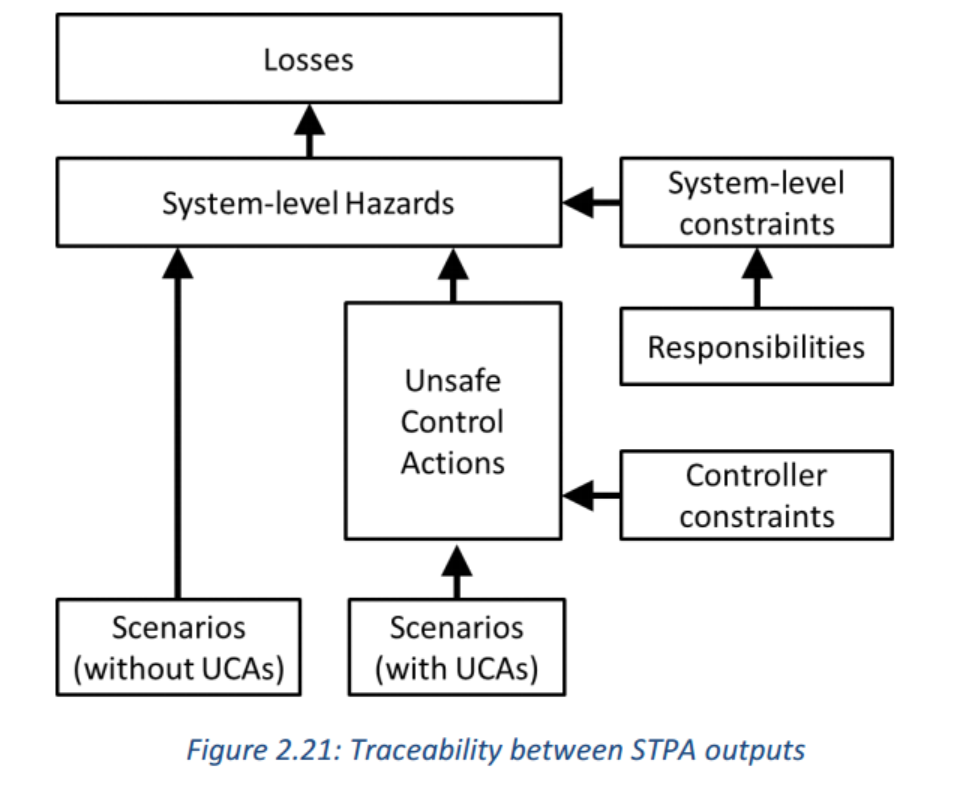 Losses
System-level Hazards
System-level
constraints
Responsibilities
Unsafe
Control
Actions
Controller
constraints
Scenarios
(without UCAs)
Scenarios
(with UCAs)
Figure 2.21: Traceability between STPA outputs